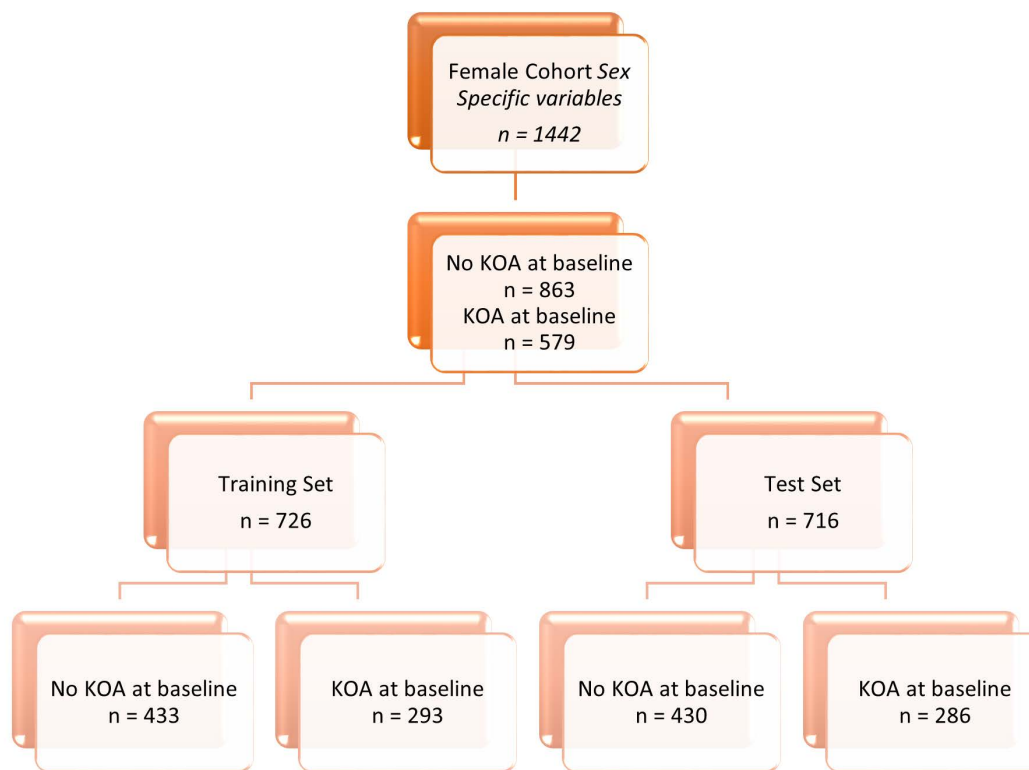 Female Cohort Sex
Specific variables
n = 1442
No KOA at baseline
n = 863
KOA at baseline
n = 579
Training Set
n = 726
Test Set
n = 716
No KOA at baseline
n = 433
KOA at baseline
n = 293
No KOA at baseline
n = 430
KOA at baseline
n = 286